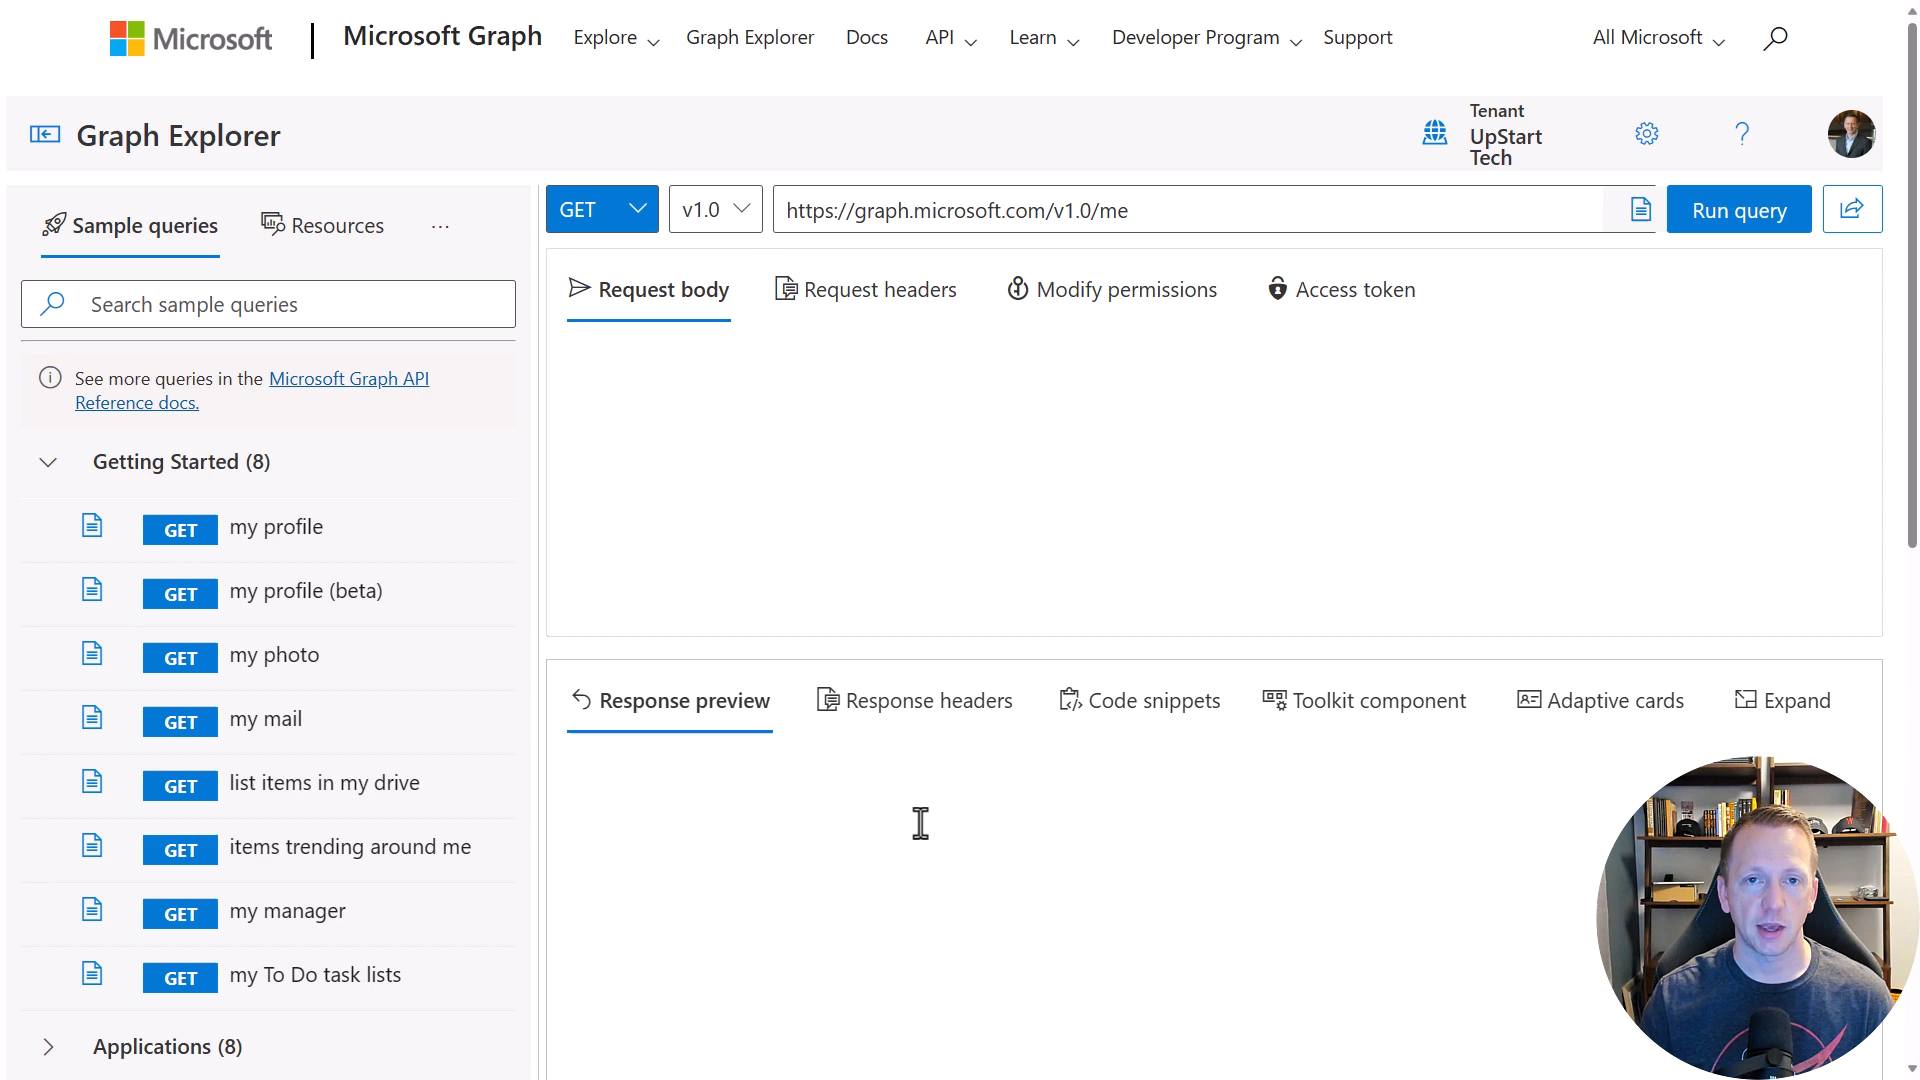 Microsoft
Microsoft Graph
Explore
Graph Explorer
Docs
API
Learn
Developer Program
Support
All Microsoft
Graph Explorer
Tenant
UpStart
Tech
Sample queries
Resources
...
GET
v1.0
https://graph.microsoft.com/v1.0/me
Run query
Search sample queries
Request body
Request headers
Modify permissions
Access token
See more queries in the Microsoft Graph API
Reference docs.
Getting Started (8)
GET my profile
GET my profile (beta)
GET my photo
GET my mail
GET list items in my drive
GET items trending around me
GET my manager
GET my To Do task lists
Applications (8)
Response preview
Response headers
Code snippets
Toolkit component
Adaptive cards
Expand